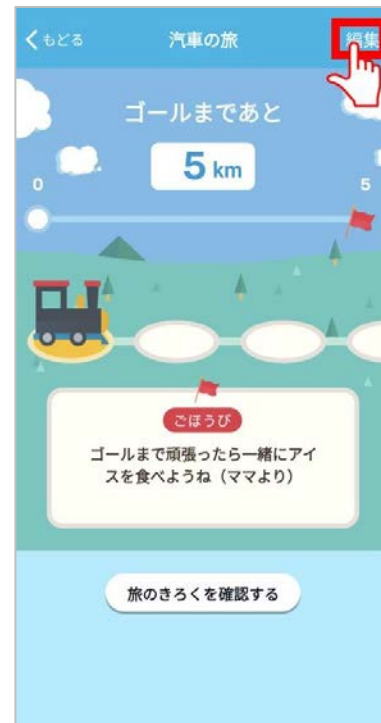 もどる 汽車の旅 編集
ゴールまであと
5 km
0 5
ごほうび
ゴールまで頑張ったら一緒にアイ
スを食べようね（ママより）
旅のきろくを確認する